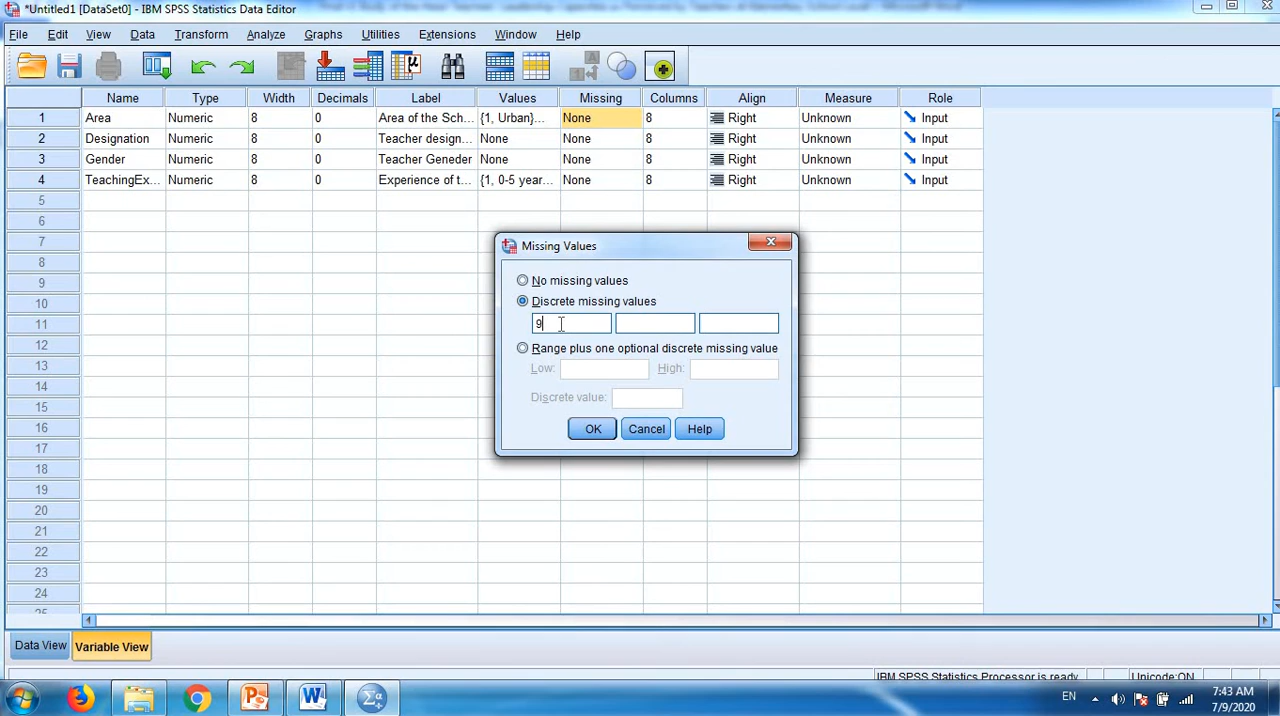 *Untitled1 [DataSet0] - IBM SPSS Statistics Data Editor
File Edit View Data Transform Analyze Graphs Utilities Extensions Window Help
Name Type Width Decimals Label Values Missing Columns Align Measure Role
1 Area Numeric 8 0 Area of the Sch... {1, Urban}... None 8 Right Unknown Input
2 Designation Numeric 8 0 Teacher design... None None 8 Right Unknown Input
3 Gender Numeric 8 0 Teacher Geneder None None 8 Right Unknown Input
4 TeachingEx... Numeric 8 0 Experience of t... {1, 0-5 year... None 8 Right Unknown Input
5
6
7
Missing Values
8
9
No missing values
10
Discrete missing values
11
9
12
Range plus one optional discrete missing value
13
Low: High:
14
Discrete value:
15
16
OK Cancel Help
17
18
19
20
21
22
23
24
25
Data View Variable View
IBM SPSS Statistics Processor is ready
Unicode:ON
EN
7:43 AM
7/9/2020